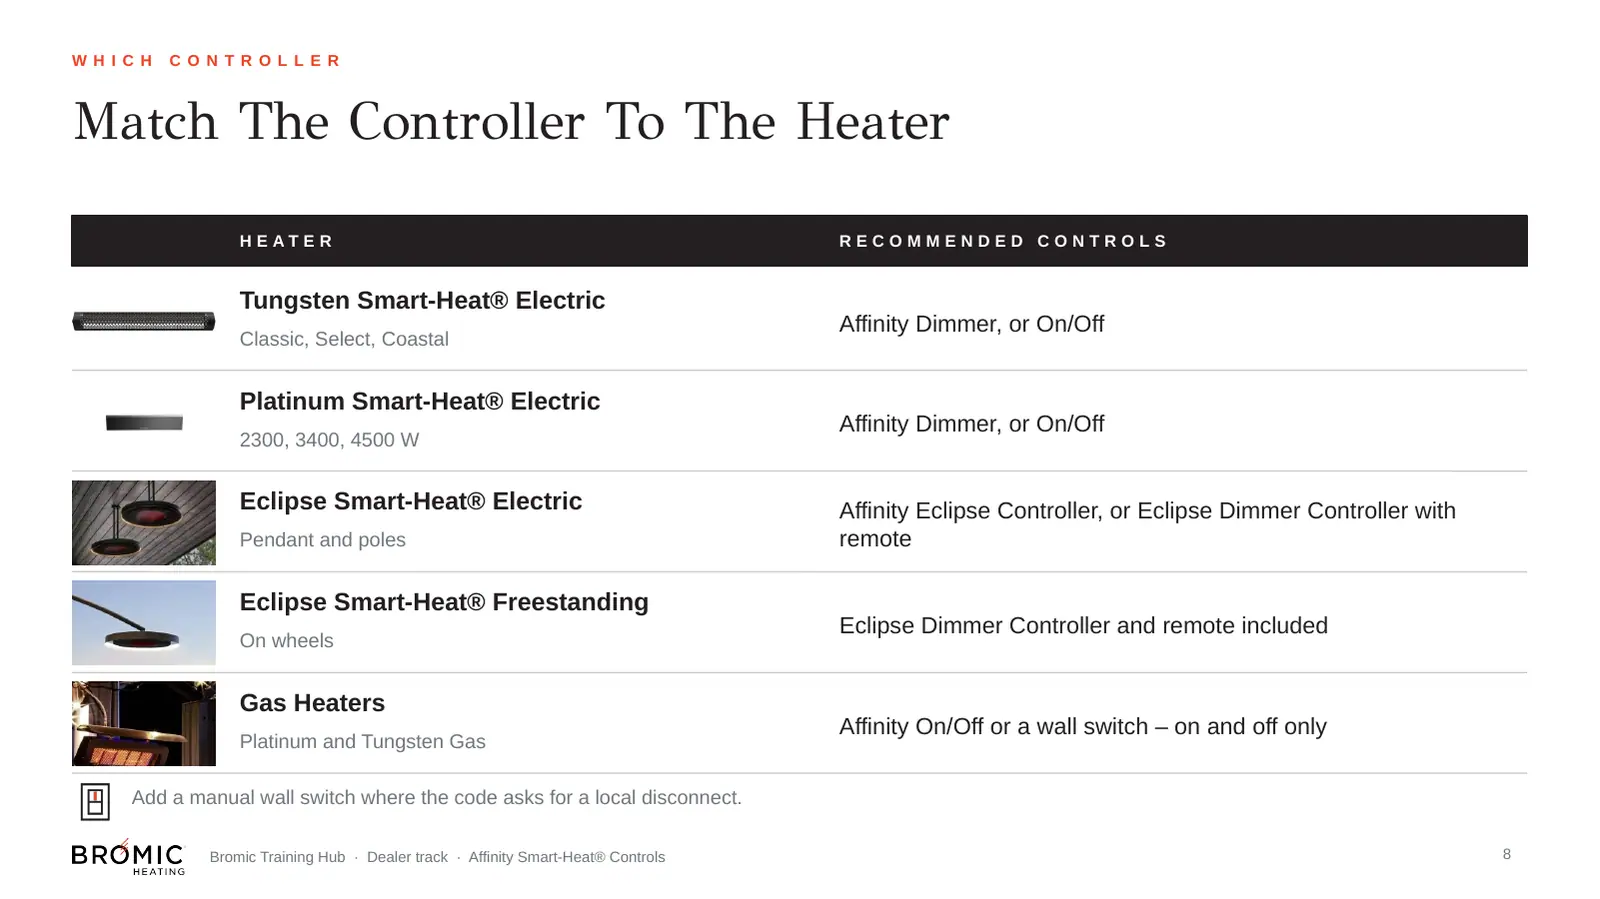 WHICH CONTROLLER
Match The Controller To The Heater
HEATER
RECOMMENDED CONTROLS
Tungsten Smart-Heat® Electric
Classic, Select, Coastal
Affinity Dimmer, or On/Off
Platinum Smart-Heat® Electric
2300, 3400, 4500 W
Affinity Dimmer, or On/Off
Eclipse Smart-Heat® Electric
Pendant and poles
Affinity Eclipse Controller, or Eclipse Dimmer Controller with
remote
Eclipse Smart-Heat® Freestanding
On wheels
Eclipse Dimmer Controller and remote included
Gas Heaters
Platinum and Tungsten Gas
Affinity On/Off or a wall switch – on and off only
Add a manual wall switch where the code asks for a local disconnect.
BROMIC
HEATING
Bromic Training Hub · Dealer track · Affinity Smart-Heat® Controls
8